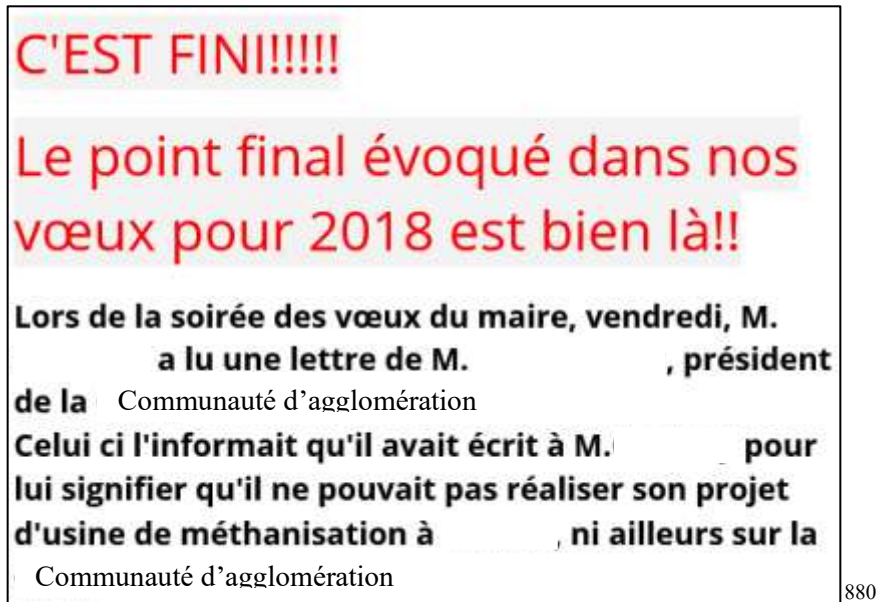 C'EST FINI!!!!!
Le point final évoqué dans nos
vœux pour 2018 est bien là!!
Lors de la soirée des vœux du maire, vendredi, M.
a lu une lettre de M. , président
de la Communauté d'agglomération
Celui ci l'informait qu'il avait écrit à M. pour
lui signifier qu'il ne pouvait pas réaliser son projet
d'usine de méthanisation à , ni ailleurs sur la
Communauté d'agglomération
880